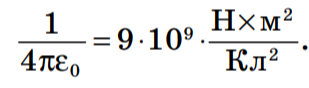 1/4πε₀ = 9·10⁹· Н×м²/Кл².